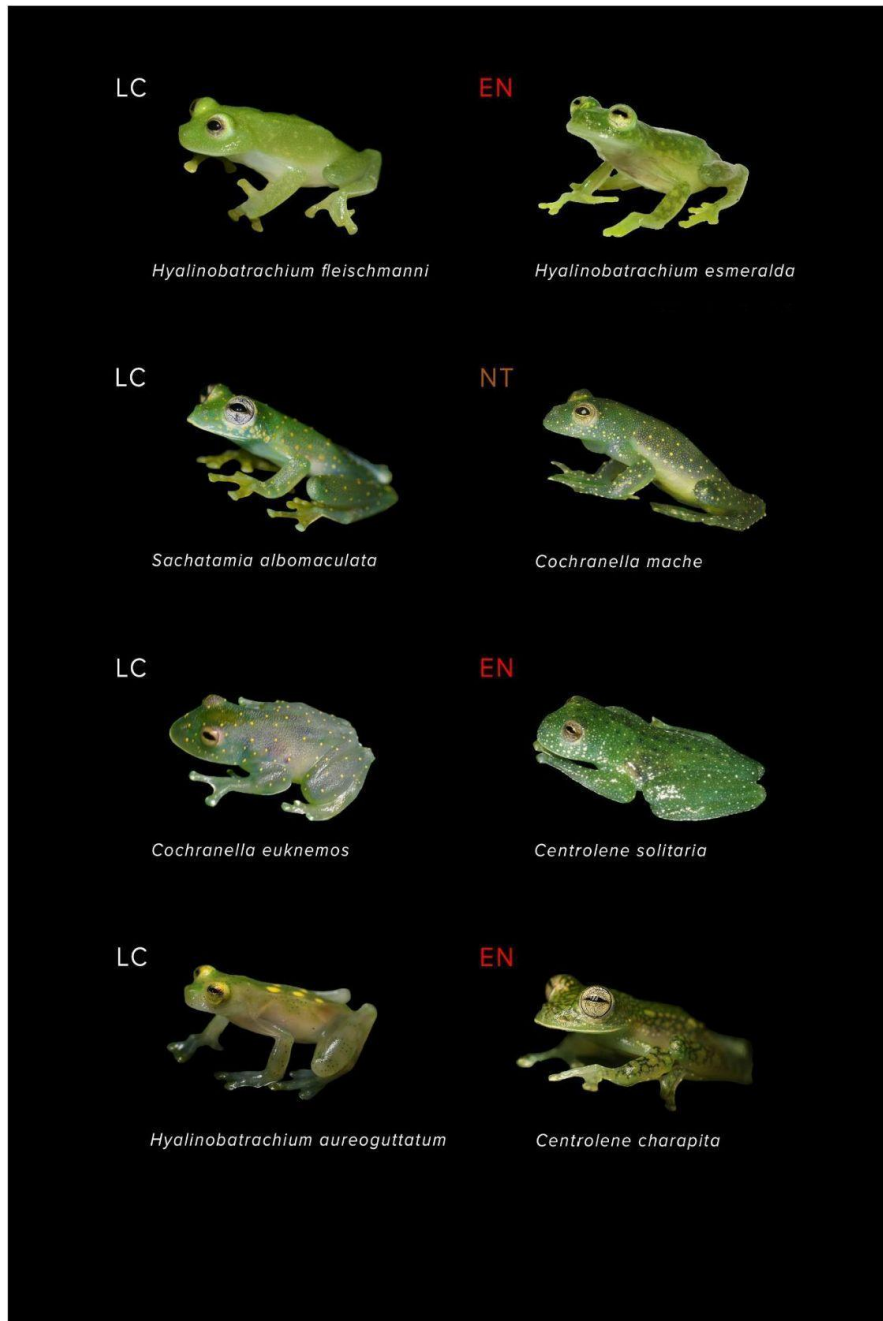 LC
EN
Hyalinobatrachium fleischmanni
Hyalinobatrachium esmeralda
LC
NT
Sachatamia albomaculata
Cochranella mache
LC
EN
Cochranella euknemos
Centrolene solitaria
LC
EN
Hyalinobatrachium aureoguttatum
Centrolene charapita